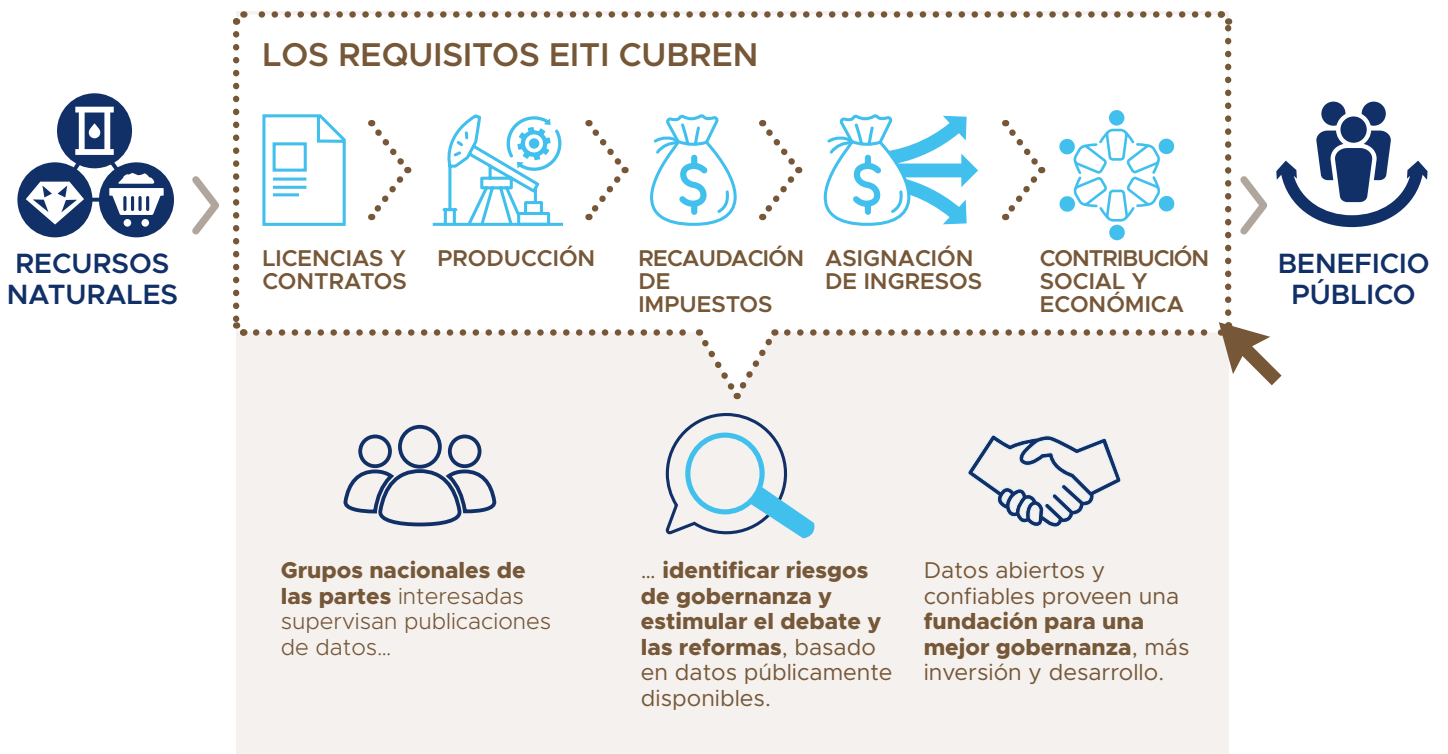 LOS REQUISITOS EITI CUBREN
RECURSOS
NATURALES
LICENCIAS Y
CONTRATOS
PRODUCCIÓN
RECAUDACIÓN
DE
IMPUESTOS
ASIGNACIÓN
DE INGRESOS
CONTRIBUCIÓN
SOCIAL Y
ECONÓMICA
BENEFICIO
PÚBLICO
Grupos nacionales de
las partes interesadas
supervisan publicaciones
de datos...
... identificar riesgos
de gobernanza y
estimular el debate y
las reformas, basado
en datos públicamente
disponibles.
Datos abiertos y
confiables proveen una
fundación para una
mejor gobernanza, más
inversión y desarrollo.